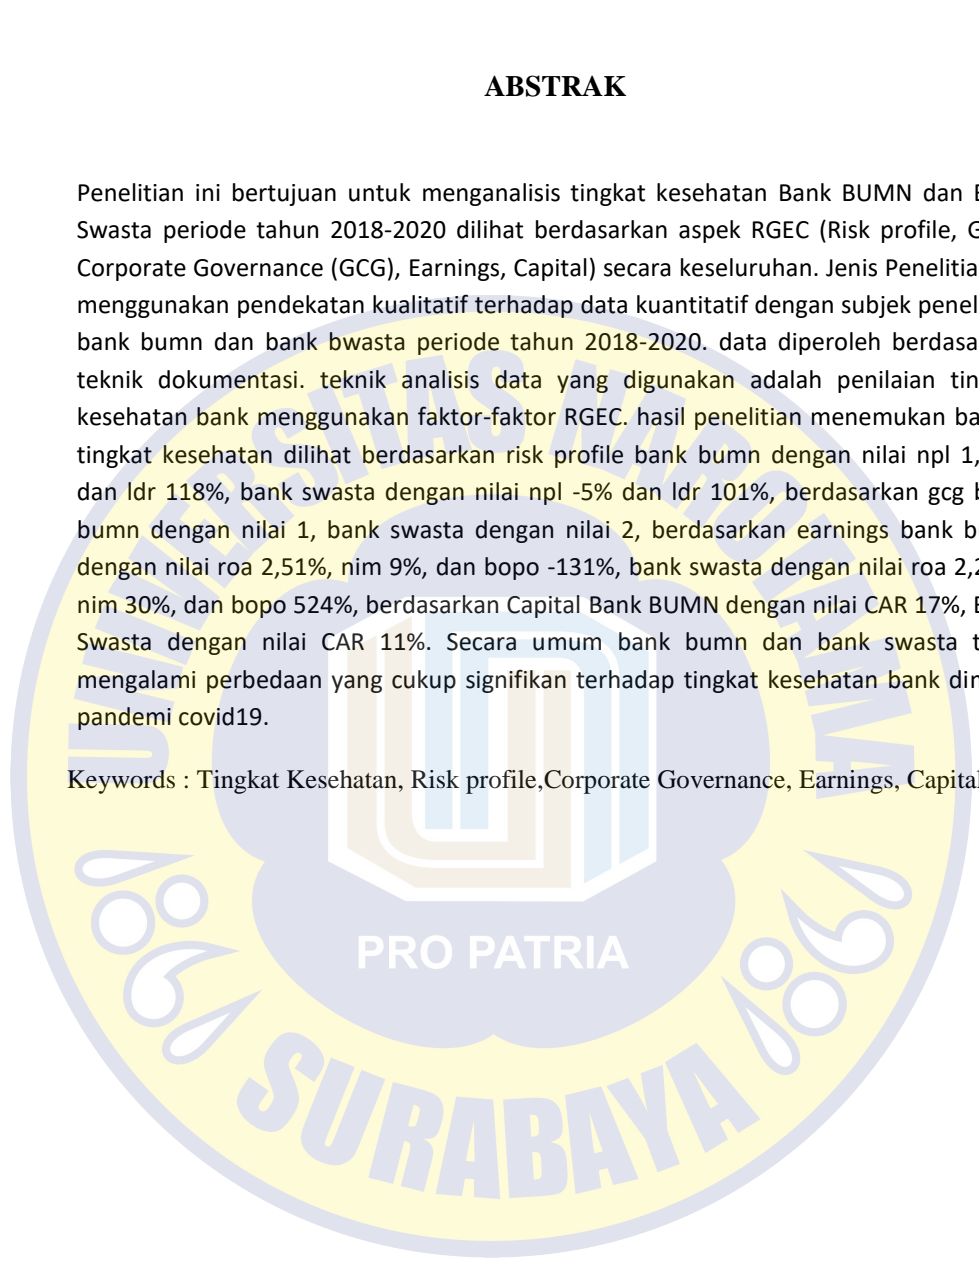 ABSTRAK
Penelitian ini bertujuan untuk menganalisis tingkat kesehatan Bank BUMN dan
Swasta periode tahun 2018-2020 dilihat berdasarkan aspek RGEC (Risk profile, G
Corporate Governance (GCG), Earnings, Capital) secara keseluruhan. Jenis Penelitia
menggunakan pendekatan kualitatif terhadap data kuantitatif dengan subjek penel
bank bumn dan bank bwasta periode tahun 2018-2020. data diperoleh berdasa
teknik dokumentasi. teknik analisis data yang digunakan adalah penilaian tin
kesehatan bank menggunakan faktor-faktor RGEC. hasil penelitian menemukan ba
tingkat kesehatan dilihat berdasarkan risk profile bank bumn dengan nilai npl 1,
dan ldr 118%, bank swasta dengan nilai npl -5% dan ldr 101%, berdasarkan gcg b
bumn dengan nilai 1, bank swasta dengan nilai 2, berdasarkan earnings bank b
dengan nilai roa 2,51%, nim 9%, dan bopo -131%, bank swasta dengan nilai roa 2,2
nim 30%, dan bopo 524%, berdasarkan Capital Bank BUMN dengan nilai CAR 17%,
Swasta dengan nilai CAR 11%. Secara umum bank bumn dan bank swasta t
mengalami perbedaan yang cukup signifikan terhadap tingkat kesehatan bank di
pandemi covid19.
Keywords : Tingkat Kesehatan, Risk profile,Corporate Governance, Earnings, Capital
UNIVERSITAS NAROTAMA
PRO PATRIA
SURABAYA